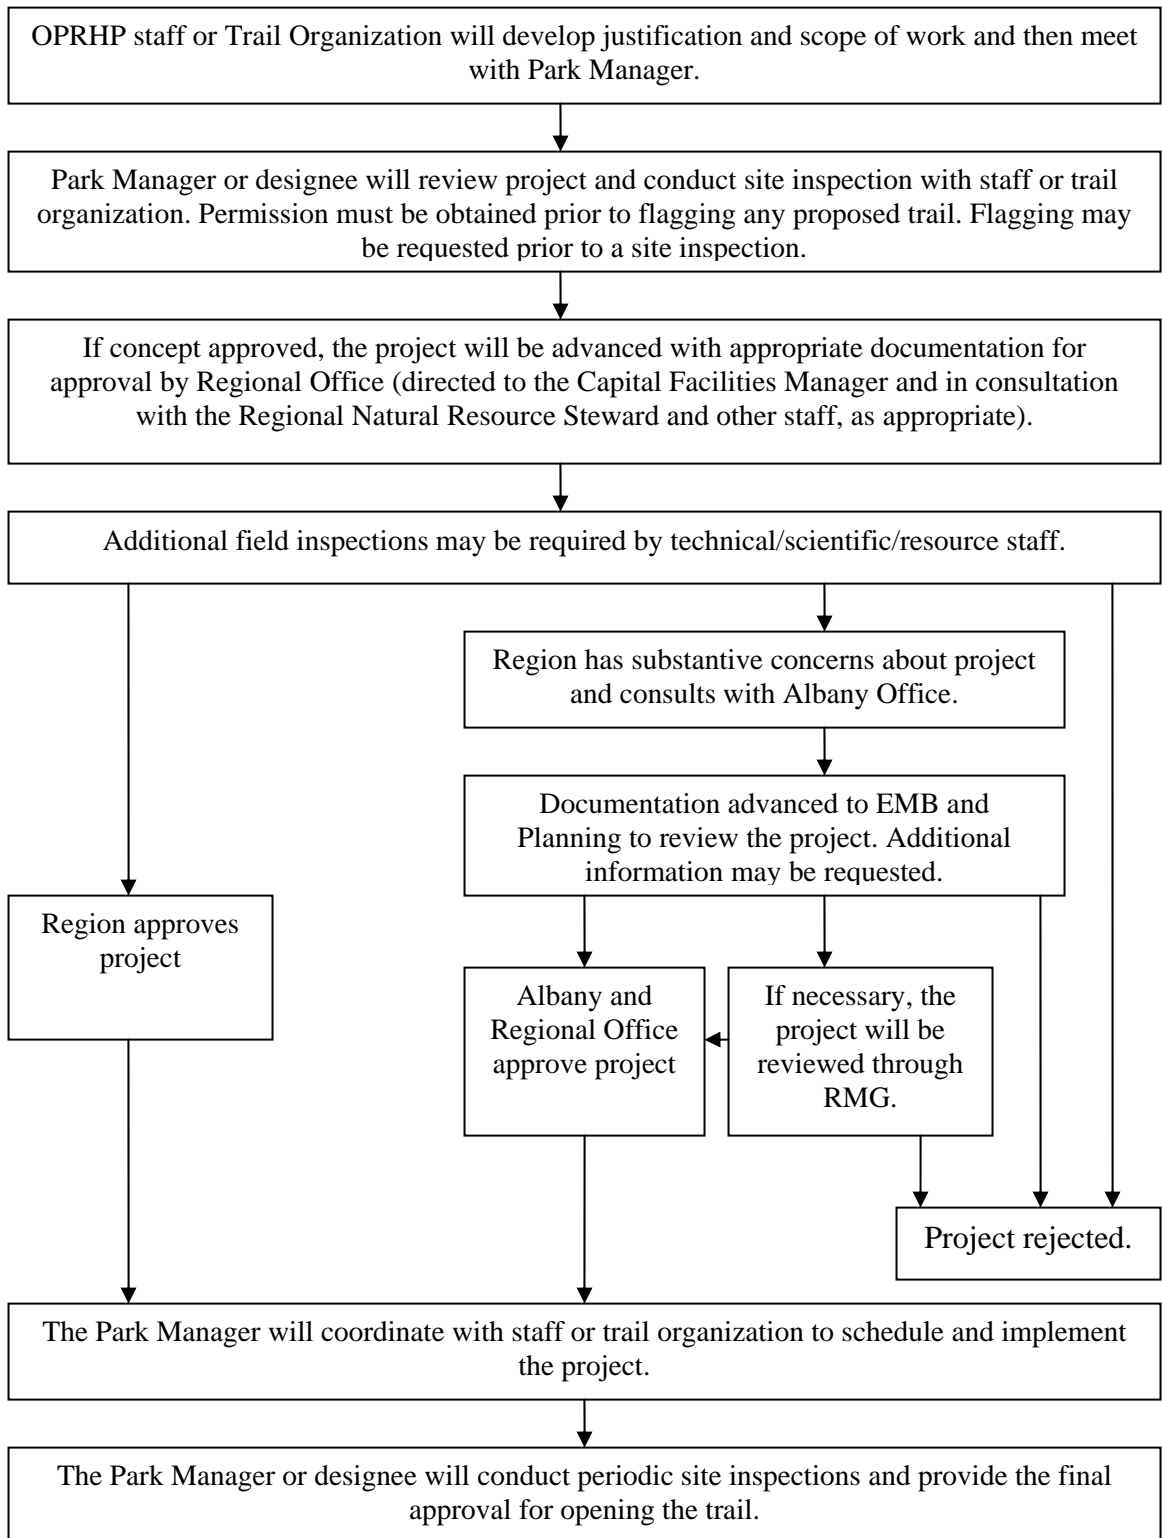 OPRHP staff or Trail Organization will develop justification and scope of work and then meet
with Park Manager.
Park Manager or designee will review project and conduct site inspection with staff or trail
organization. Permission must be obtained prior to flagging any proposed trail. Flagging may
be requested prior to a site inspection.
If concept approved, the project will be advanced with appropriate documentation for
approval by Regional Office (directed to the Capital Facilities Manager and in consultation
with the Regional Natural Resource Steward and other staff, as appropriate).
Additional field inspections may be required by technical/scientific/resource staff.
Region has substantive concerns about project
and consults with Albany Office.
Documentation advanced to EMB and
Planning to review the project. Additional
information may be requested.
Region approves
project
Albany and
Regional Office
approve project
If necessary, the
project will be
reviewed through
RMG.
Project rejected.
The Park Manager will coordinate with staff or trail organization to schedule and implement
the project.
The Park Manager or designee will conduct periodic site inspections and provide the final
approval for opening the trail.